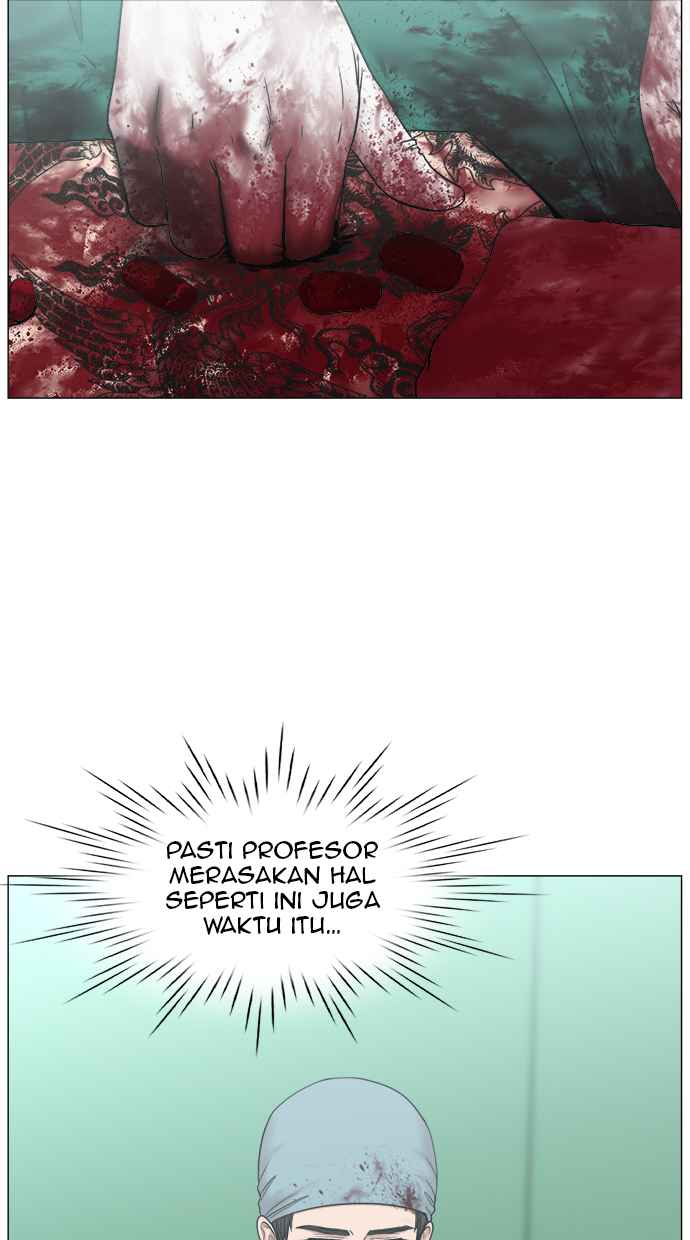 PASTI PROFESOR
MERASAKAN HAL
SEPERTI INI JUGA
WAKTU ITU...